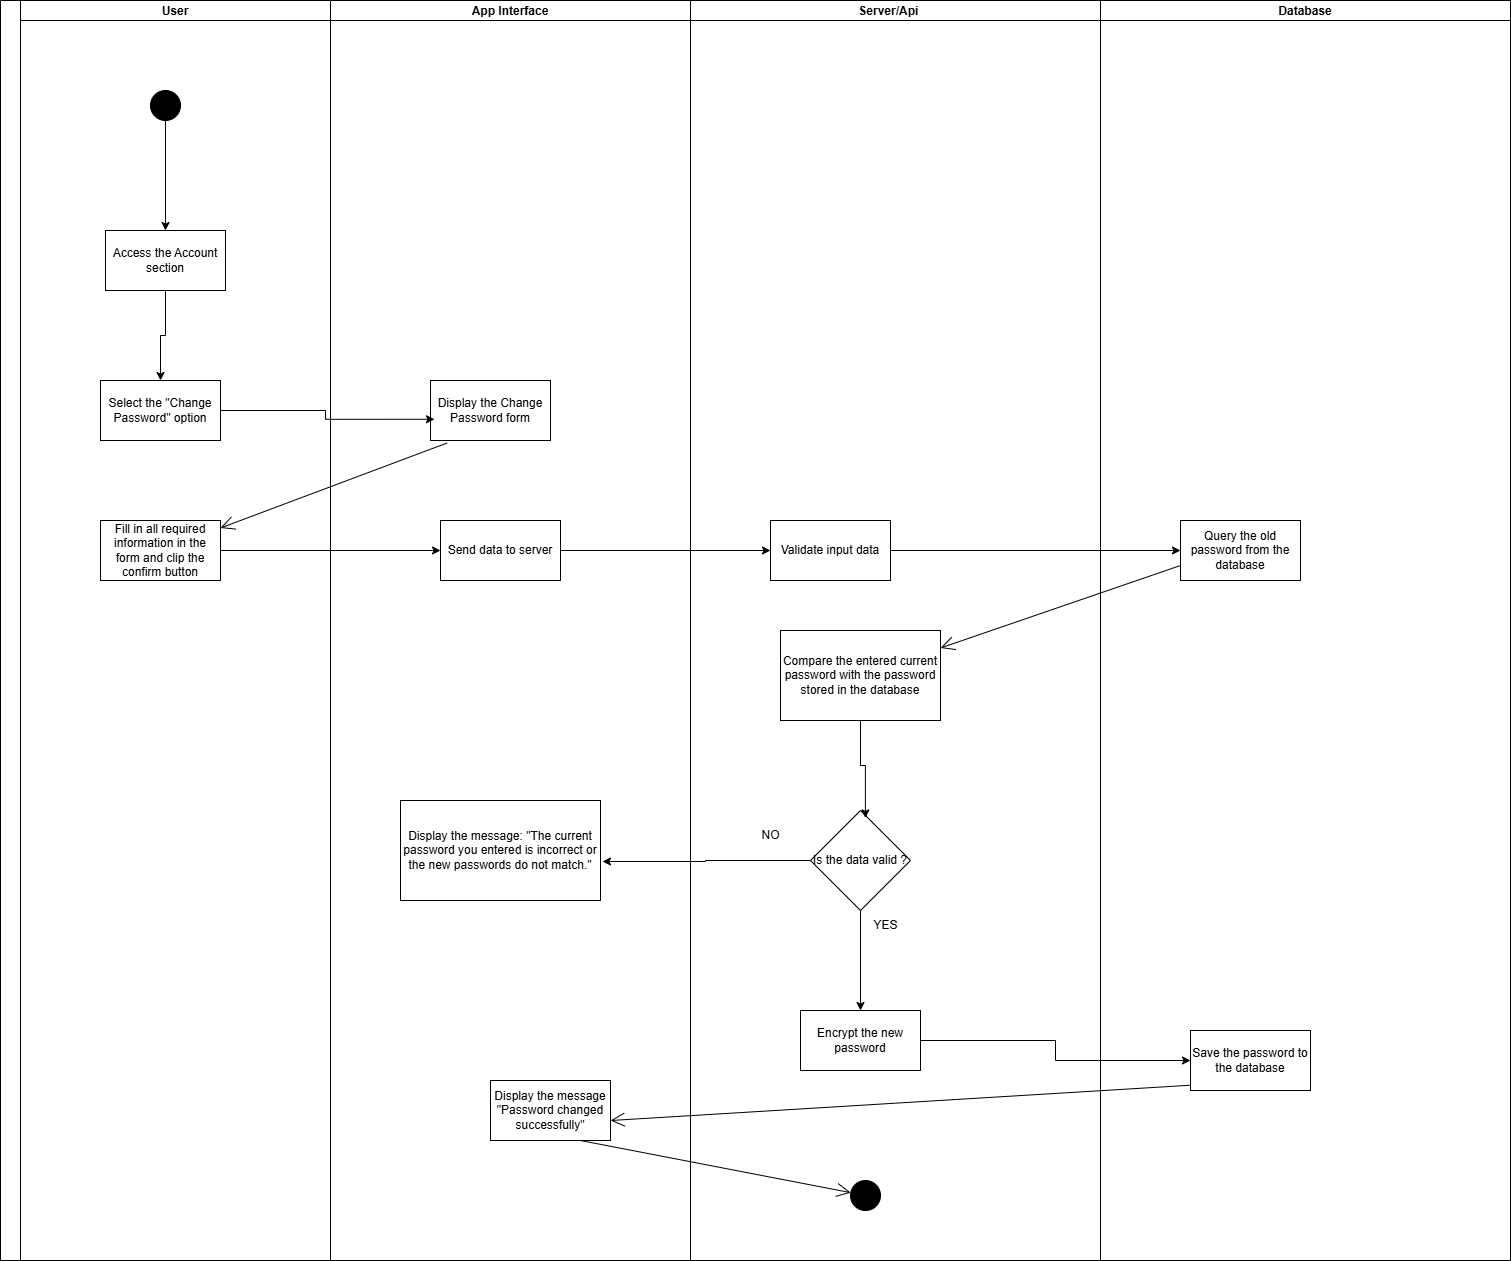 User
App Interface
Server/Api
Database
Access the Account
section
Select the "Change
Password" option
Display the Change
Password form
Fill in all required
information in the
form and clip the
confirm button
Send data to server
Validate input data
Query the old
password from the
database
Compare the entered current
password with the password
stored in the database
Display the message: "The current
password you entered is incorrect or
the new passwords do not match."
NO
Is the data valid ?
YES
Encrypt the new
password
Save the password to
the database
Display the message
"Password changed
successfully"